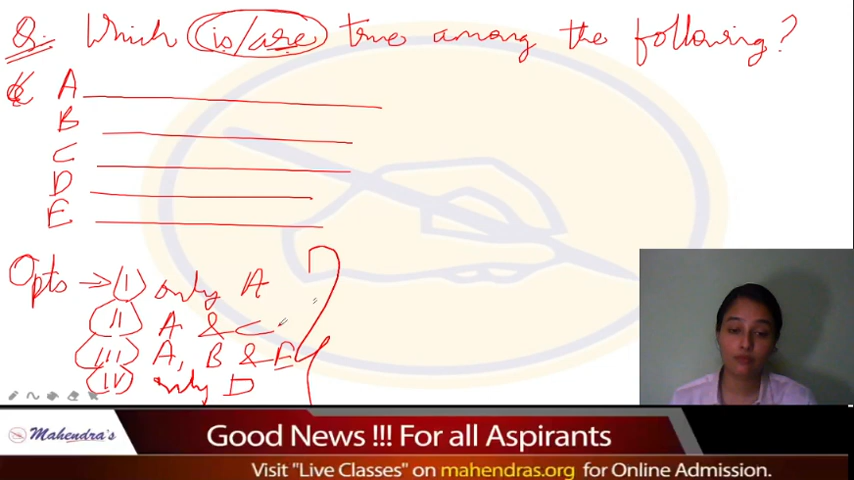 Q. Which is/are true among the following?
A
B
C
D
E
Opts → (I) only A
(II) A & C
(III) A, B & E
(IV) only D
Mahendra's
Good News !!! For all Aspirants
Visit "Live Classes" on mahendras.org for Online Admission.